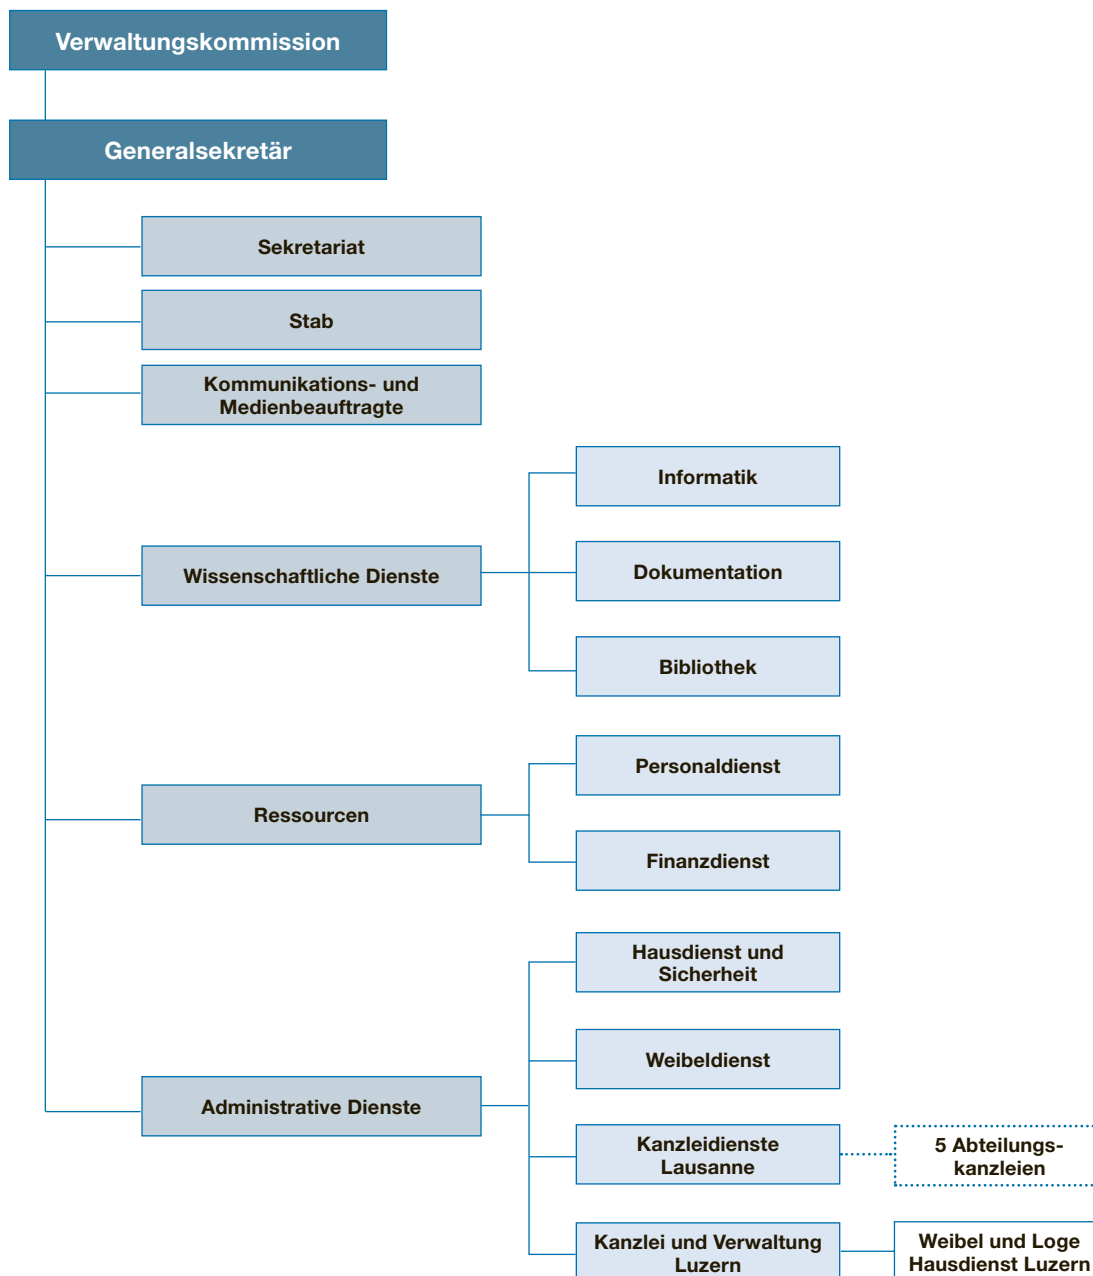 Verwaltungskommission
Generalsekretär
Sekretariat
Stab
Kommunikations- und
Medienbeauftragte
Wissenschaftliche Dienste
Informatik
Dokumentation
Bibliothek
Ressourcen
Personaldienst
Finanzdienst
Administrative Dienste
Hausdienst und
Sicherheit
Weibeldienst
Kanzleidienste
Lausanne
5 Abteilungs-
kanzleien
Kanzlei und Verwaltung
Luzern
Weibel und Loge
Hausdienst Luzern